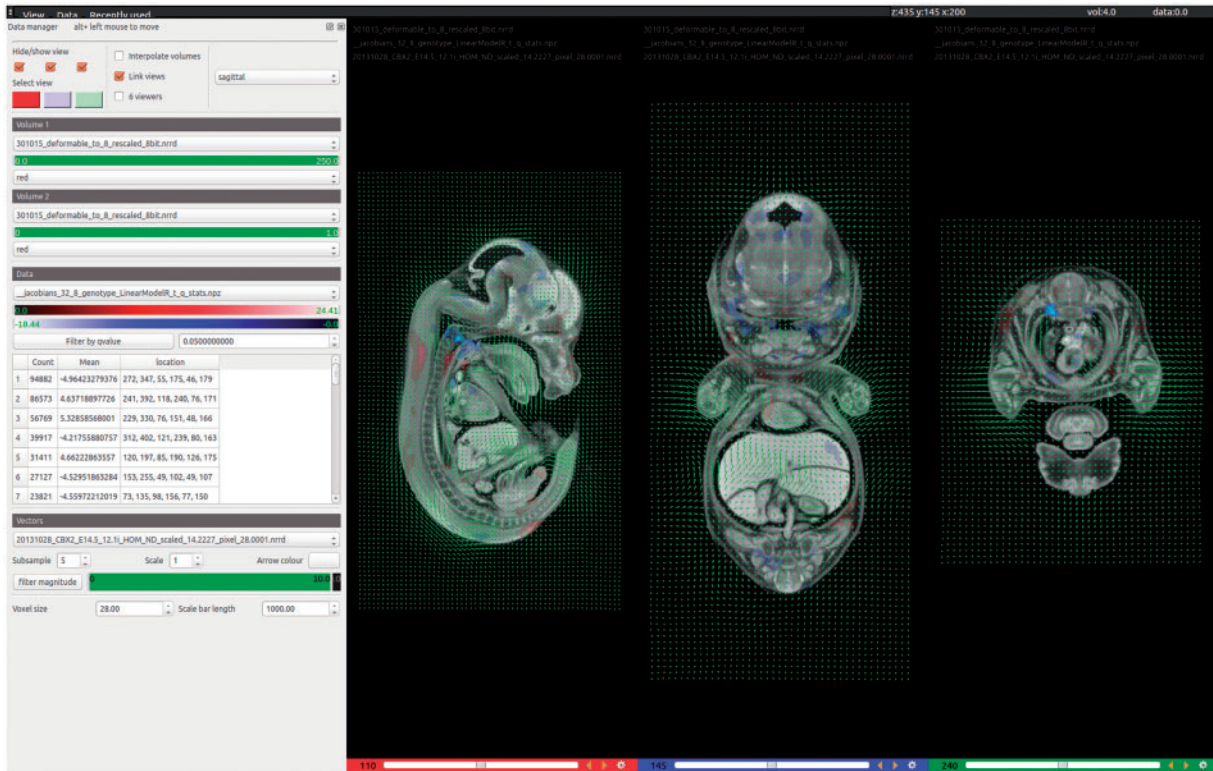 View Data Recently used
z:435 y:145 x:200 vol:4.0 data:0.0
Data manager alt+ left mouse to move
Hide/show view
Interpolate volumes
Link views
sagittal
Select view
6 viewers
Volume 1
301015_deformable_to_8_rescaled_8bit.nrrd
0.0 250.0
red
Volume 2
301015_deformable_to_8_rescaled_8bit.nrrd
0 1.0
red
Data
__jacobians_32_8_genotype_LinearModelR_t_q_stats.npz
0.0 24.41
-18.44 -0.0
Filter by qvalue 0.0500000000
Count Mean location
1 94882 -4.96423279376 272, 347, 55, 175, 46, 179
2 86573 4.63718897726 241, 392, 118, 240, 76, 171
3 56769 5.32858568001 229, 330, 76, 151, 48, 166
4 39917 -4.21755880757 312, 402, 121, 239, 80, 163
5 31411 4.66222863557 120, 197, 85, 190, 126, 175
6 27127 -4.52951863284 153, 255, 49, 102, 49, 107
7 23821 -4.55972212019 73, 135, 98, 156, 77, 150
Vectors
20131028_CBX2_E14.5_12.1i_HOM_ND_scaled_14.2227_pixel_28.0001.nrrd
Subsample 5 Scale 1 Arrow colour
filter magnitude 0 10.0
Voxel size 28.00 Scale bar length 1000.00
301015_deformable_to_8_rescaled_8bit.nrrd
__jacobians_32_8_genotype_LinearModelR_t_q_stats.npz
20131028_CBX2_E14.5_12.1i_HOM_ND_scaled_14.2227_pixel_28.0001.nrrd
110
301015_deformable_to_8_rescaled_8bit.nrrd
__jacobians_32_8_genotype_LinearModelR_t_q_stats.npz
20131028_CBX2_E14.5_12.1i_HOM_ND_scaled_14.2227_pixel_28.0001.nrrd
145
301015_deformable_to_8_rescaled_8bit.nrrd
__jacobians_32_8_genotype_LinearModelR_t_q_stats.npz
20131028_CBX2_E14.5_12.1i_HOM_ND_scaled_14.2227_pixel_28.0001.nrrd
240